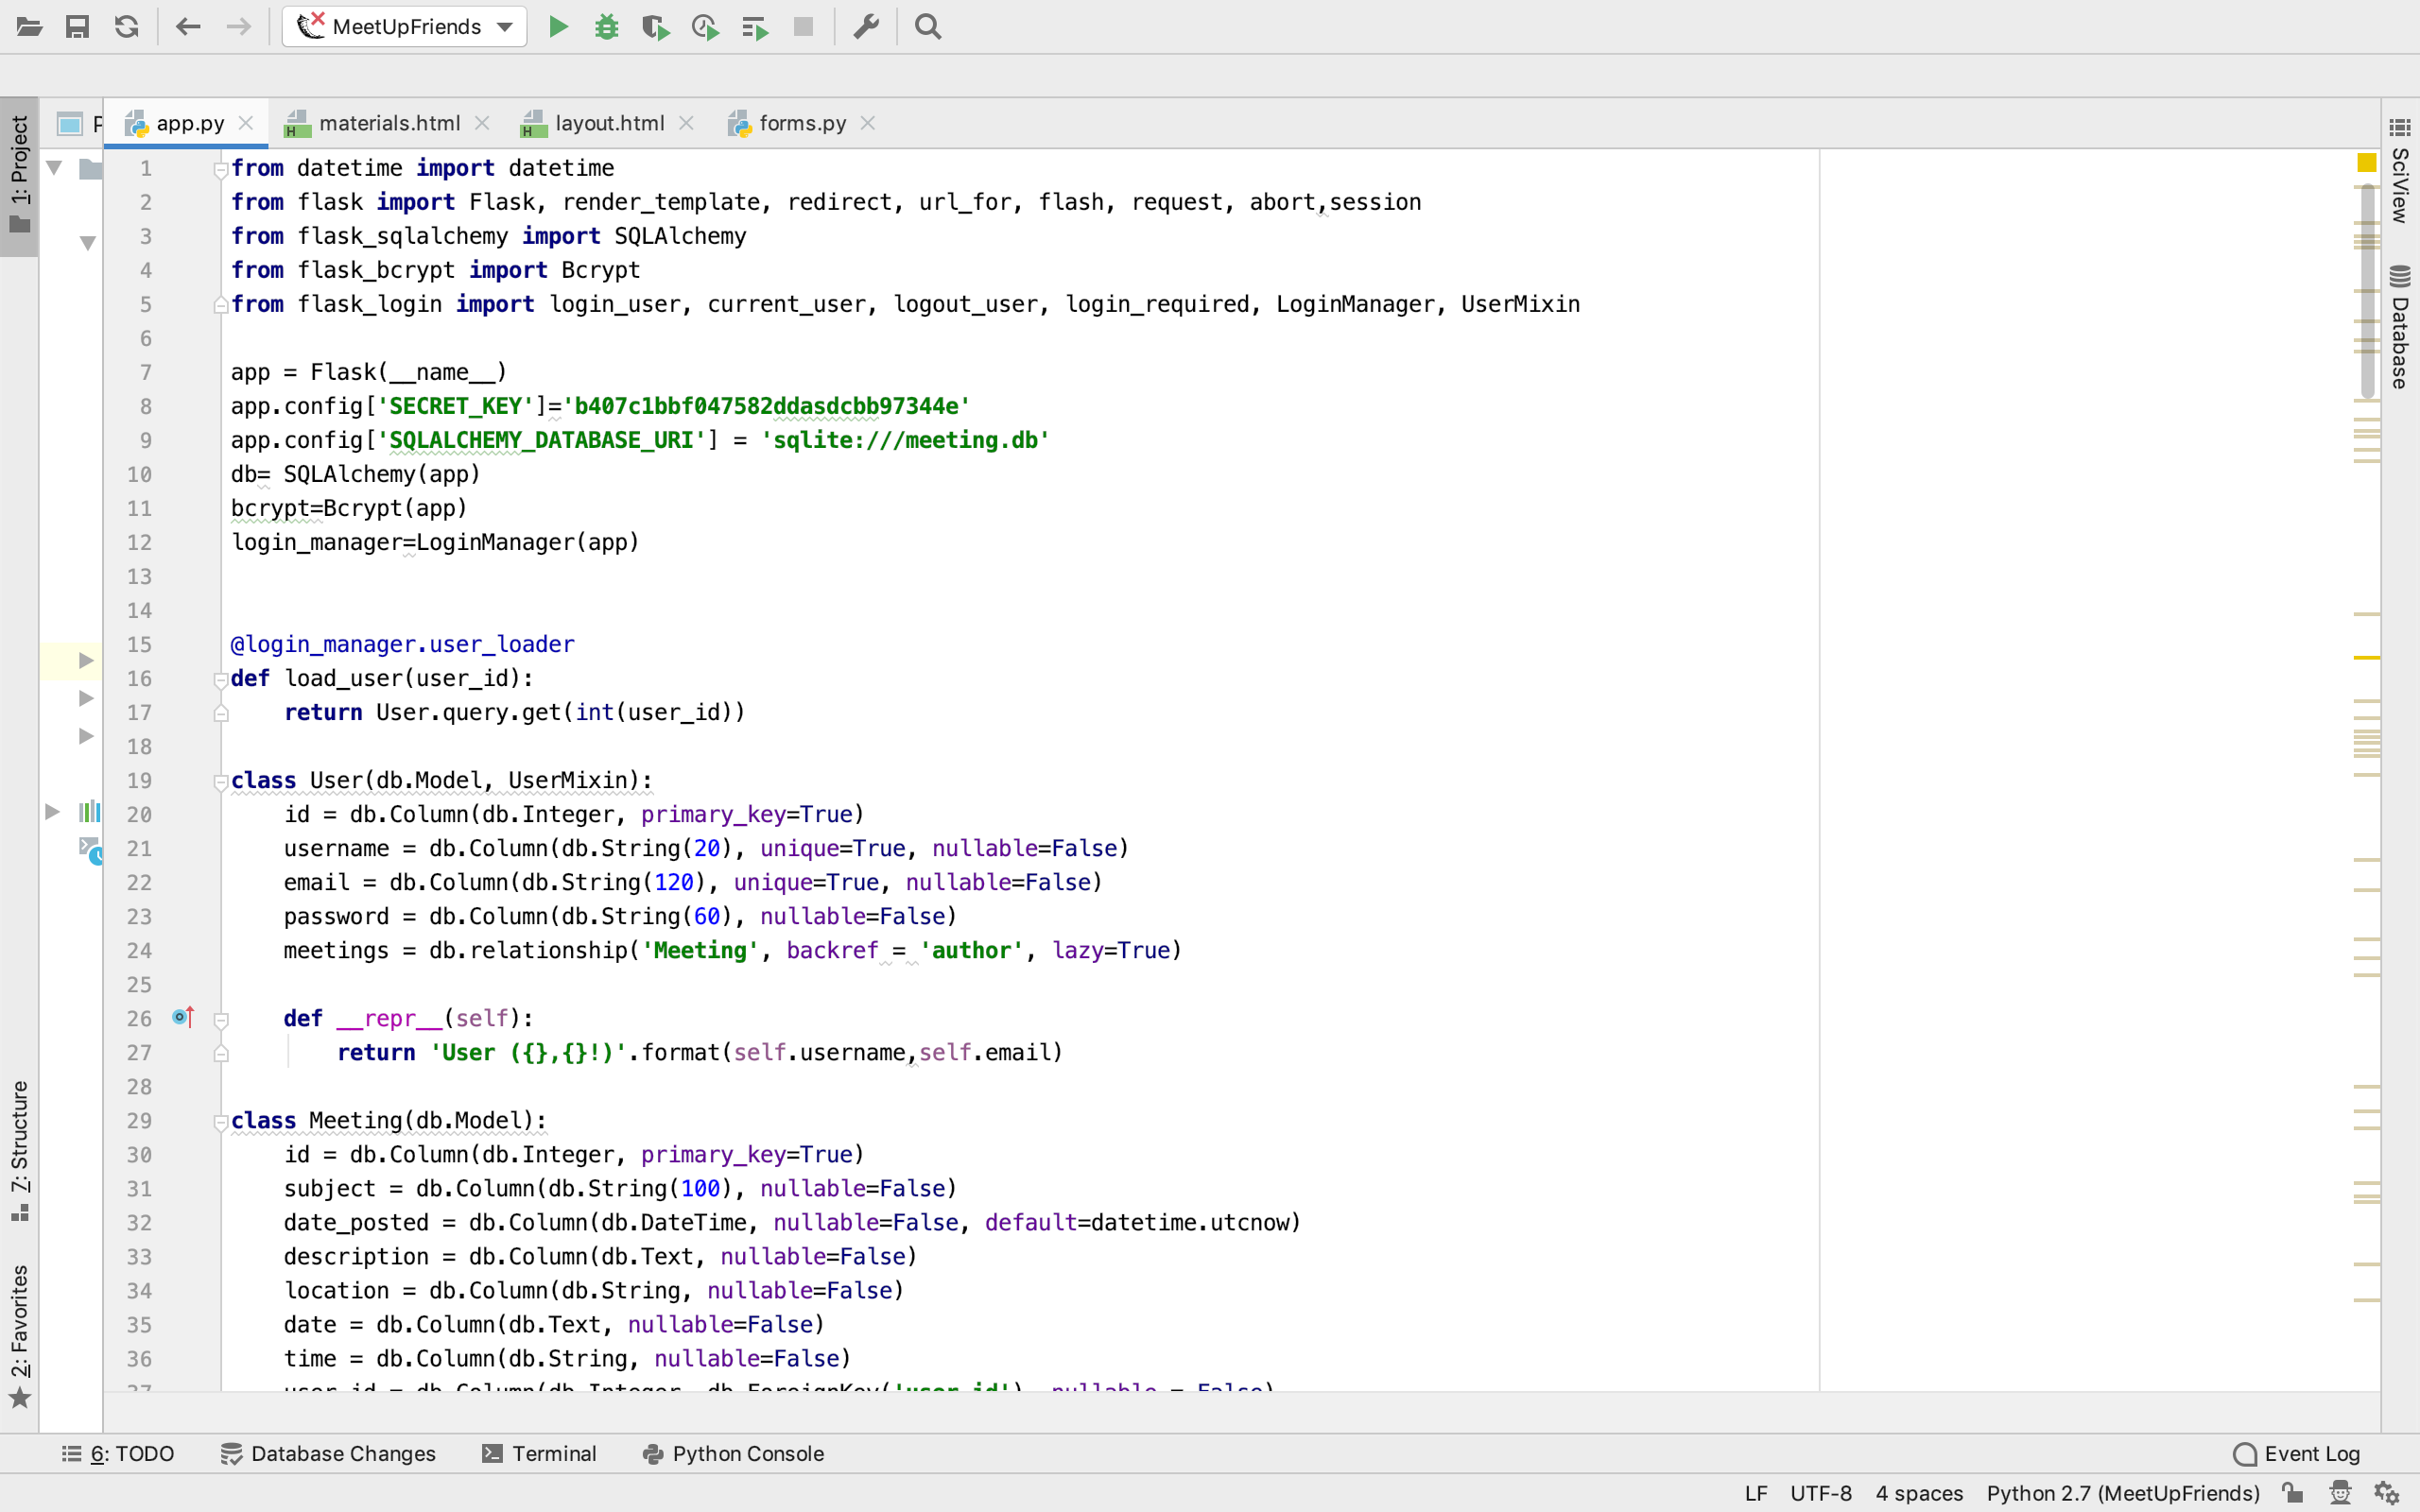 MeetUpFriends
1: Project
P
app.py
materials.html
layout.html
forms.py
1 from datetime import datetime
2 from flask import Flask, render_template, redirect, url_for, flash, request, abort,session
3 from flask_sqlalchemy import SQLAlchemy
4 from flask_bcrypt import Bcrypt
5 from flask_login import login_user, current_user, logout_user, login_required, LoginManager, UserMixin
6
7 app = Flask(__name__)
8 app.config['SECRET_KEY']='b407c1bbf047582ddasdcbb97344e'
9 app.config['SQLALCHEMY_DATABASE_URI'] = 'sqlite:///meeting.db'
10 db= SQLAlchemy(app)
11 bcrypt=Bcrypt(app)
12 login_manager=LoginManager(app)
13
14
15 @login_manager.user_loader
16 def load_user(user_id):
17     return User.query.get(int(user_id))
18
19 class User(db.Model, UserMixin):
20     id = db.Column(db.Integer, primary_key=True)
21     username = db.Column(db.String(20), unique=True, nullable=False)
22     email = db.Column(db.String(120), unique=True, nullable=False)
23     password = db.Column(db.String(60), nullable=False)
24     meetings = db.relationship('Meeting', backref = 'author', lazy=True)
25
26     def __repr__(self):
27         return 'User ({},{}!)'.format(self.username,self.email)
28
29 class Meeting(db.Model):
30     id = db.Column(db.Integer, primary_key=True)
31     subject = db.Column(db.String(100), nullable=False)
32     date_posted = db.Column(db.DateTime, nullable=False, default=datetime.utcnow)
33     description = db.Column(db.Text, nullable=False)
34     location = db.Column(db.String, nullable=False)
35     date = db.Column(db.Text, nullable=False)
36     time = db.Column(db.String, nullable=False)
37     user_id = db.Column(db.Integer, db.ForeignKey('user.id'), nullable = False)
SciView
Database
7: Structure
2: Favorites
6: TODO
Database Changes
Terminal
Python Console
Event Log
LF
UTF-8
4 spaces
Python 2.7 (MeetUpFriends)